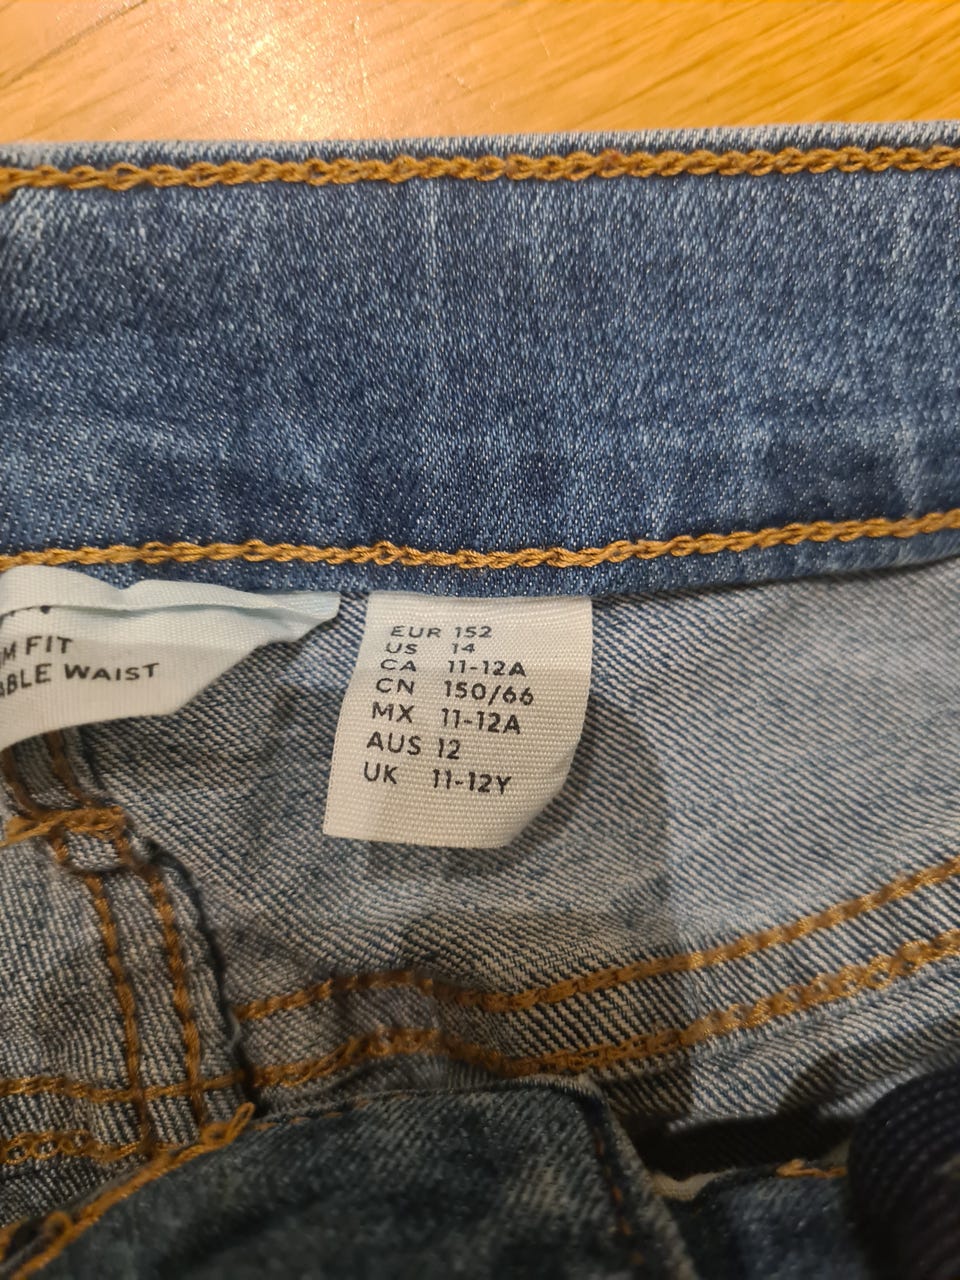 FIT
WAIST
EUR 152
US 14
CA 11-12A
CN 150/66
MX 11-12A
AUS 12
UK 11-12Y